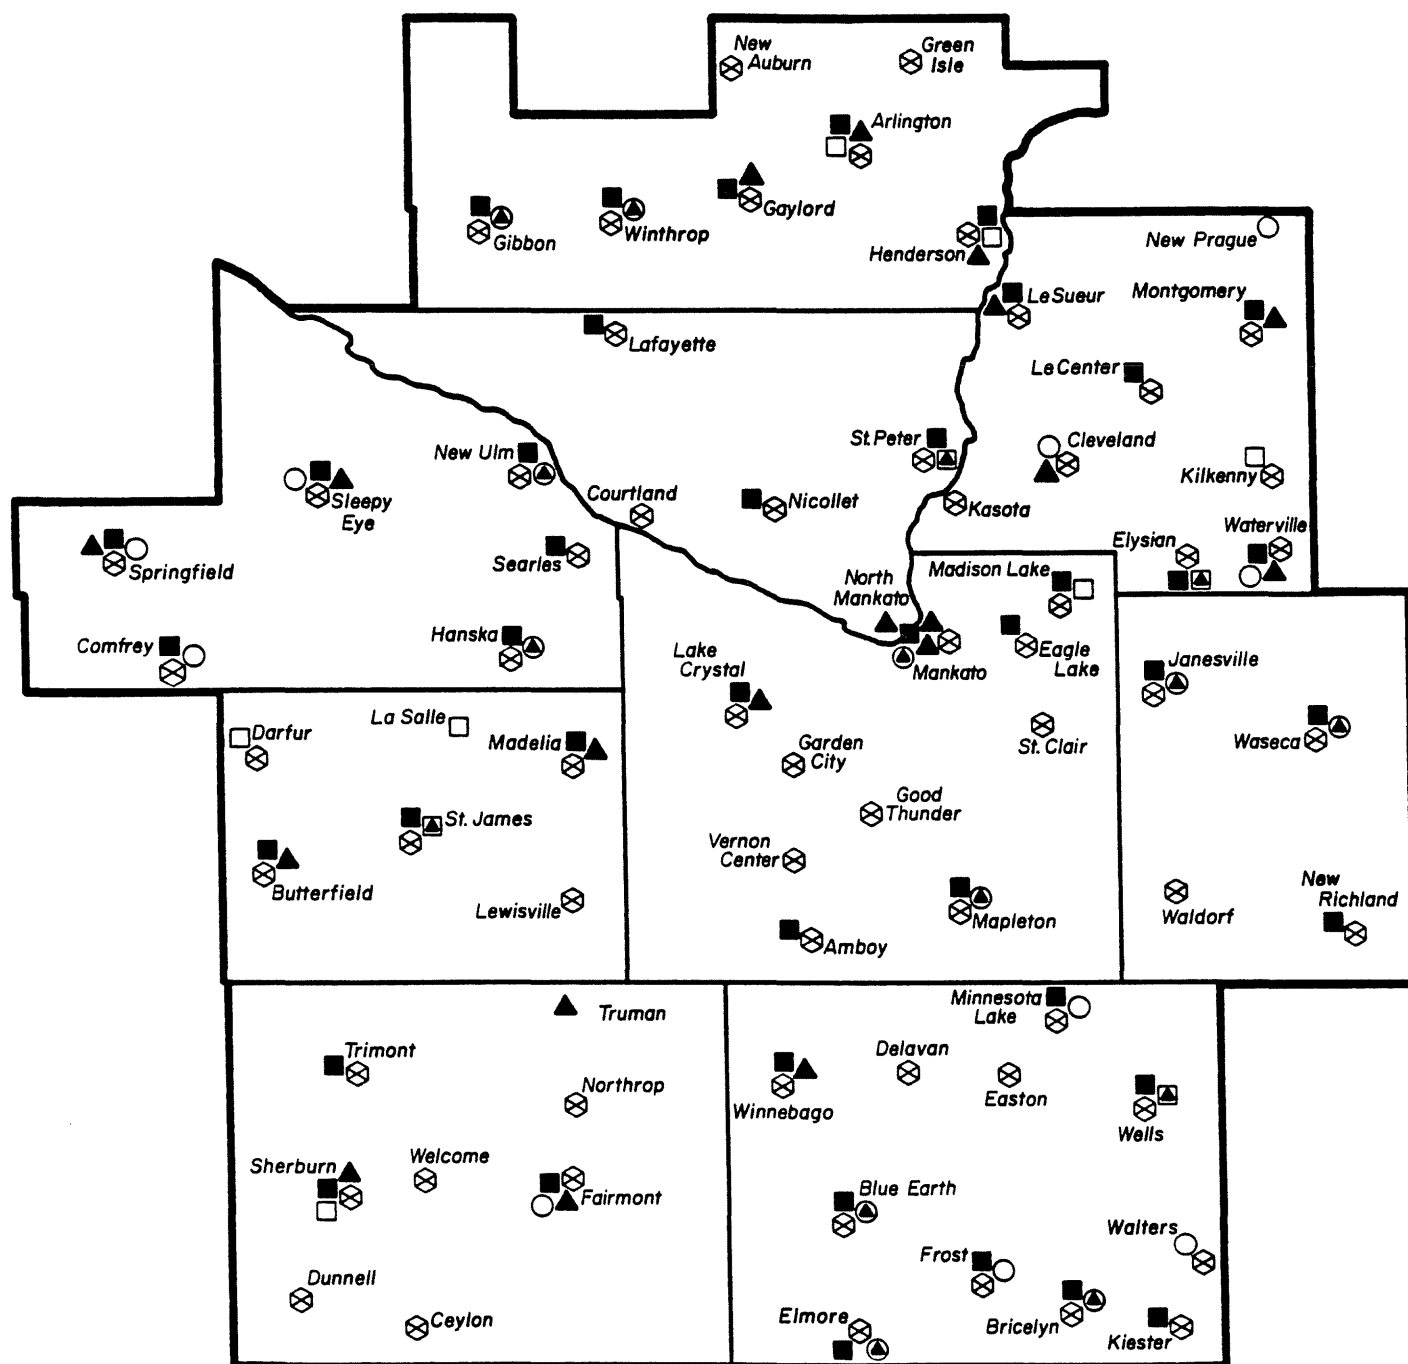 New
Auburn
Green
Isle
Arlington
Gaylord
Gibbon
Winthrop
Henderson
New Prague
LeSueur
Montgomery
Lafayette
LeCenter
St. Peter
Cleveland
New Ulm
Kilkenny
Sleepy
Eye
Courtland
Nicollet
Kasota
Waterville
Elysian
Springfield
Searles
North
Mankato
Madison Lake
Comfrey
Hanska
Lake
Crystal
Mankato
Eagle
Lake
Janesville
La Salle
Darfur
Madelia
Garden
City
St. Clair
Waseca
St. James
Good
Thunder
Vernon
Center
Butterfield
Lewisville
Mapleton
Amboy
Waldorf
New
Richland
Truman
Minnesota
Lake
Trimont
Delavan
Northrop
Winnebago
Easton
Wells
Sherburn
Welcome
Fairmont
Blue Earth
Walters
Frost
Dunnell
Ceylon
Elmore
Bricelyn
Kiester